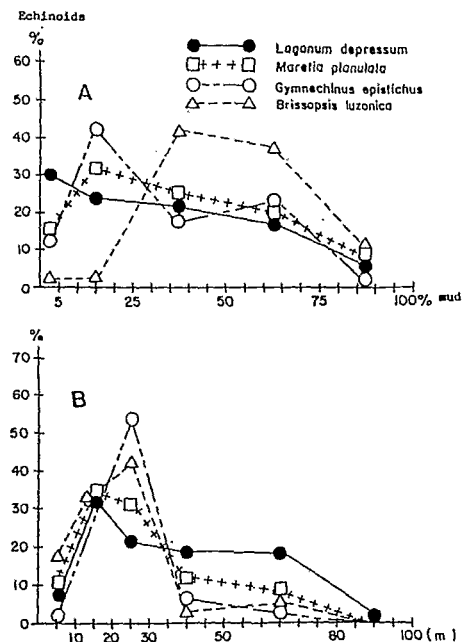 Echinoids
%
Laganum depressum
Maretia planulata
Gymnechinus epistichus
Brissopsis luzonica
A
60
50
40
30
20
10
0
5 25 50 75 100% mud
%
B
70
60
50
40
30
20
10
0
10 20 30 50 75 100 (m)